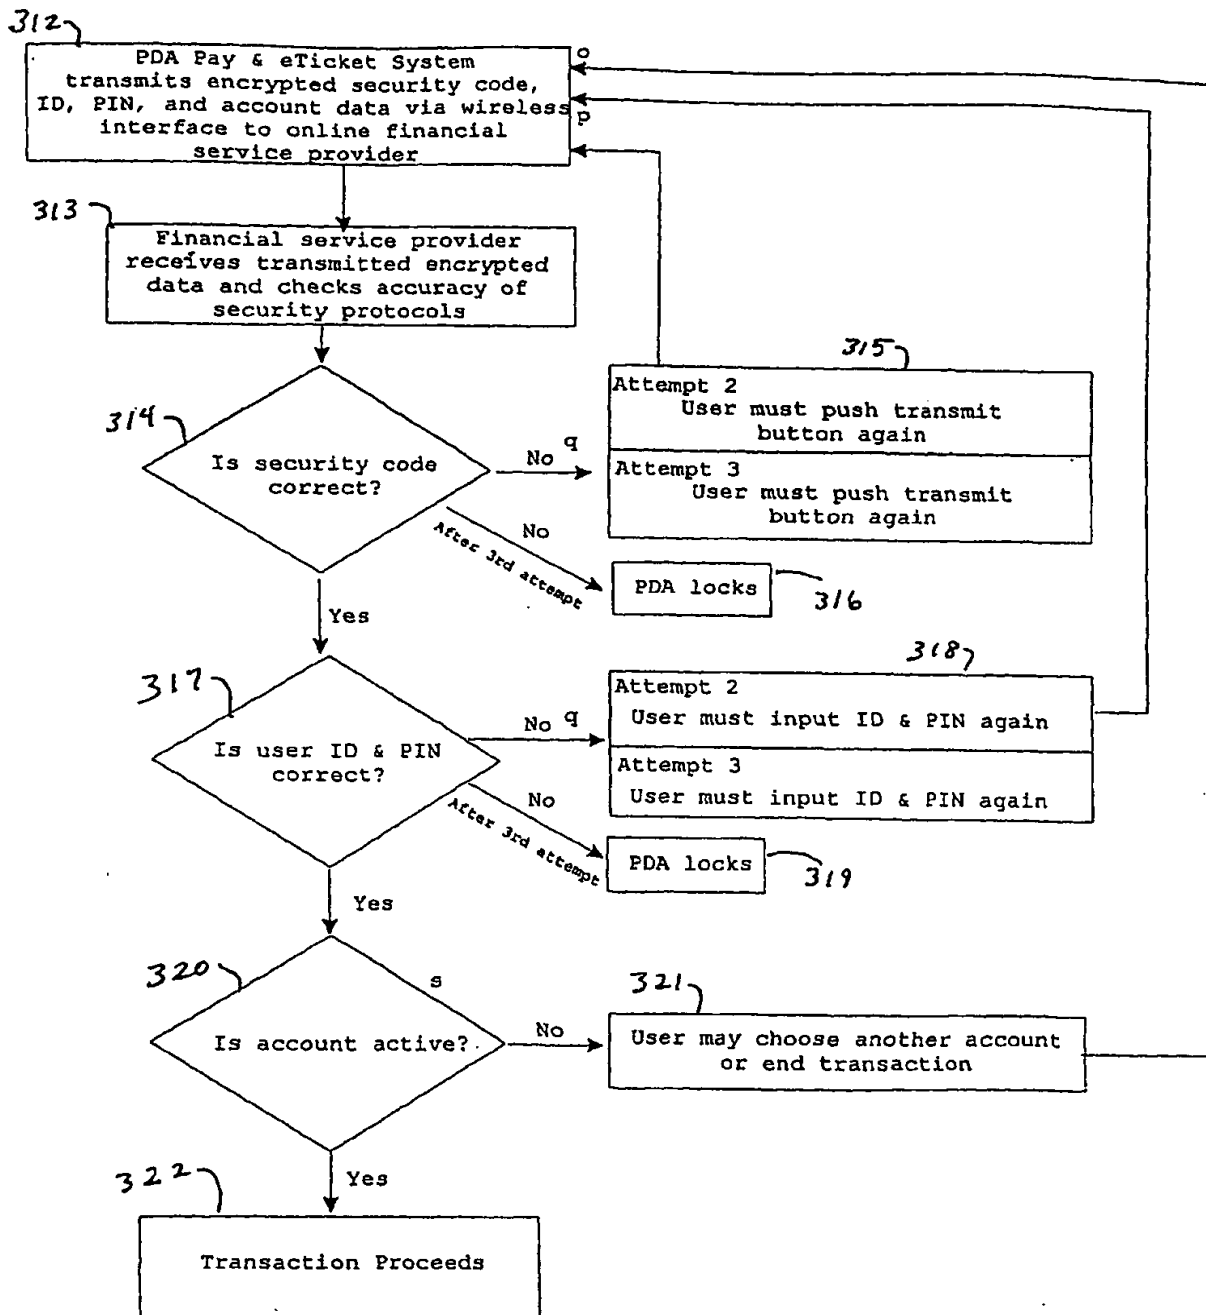 312
PDA Pay & eTicket System
transmits encrypted security code,
ID, PIN, and account data via wireless
interface to online financial
service provider
o
p
313
Financial service provider
receives transmitted encrypted
data and checks accuracy of
security protocols
314
Is security code
correct?
No q
315
Attempt 2
User must push transmit
button again
Attempt 3
User must push transmit
button again
No
After 3rd attempt
PDA locks
316
Yes
317
Is user ID & PIN
correct?
No q
318
Attempt 2
User must input ID & PIN again
Attempt 3
User must input ID & PIN again
No
After 3rd attempt
PDA locks
319
Yes
320
s
Is account active?
No
321
User may choose another account
or end transaction
Yes
322
Transaction Proceeds